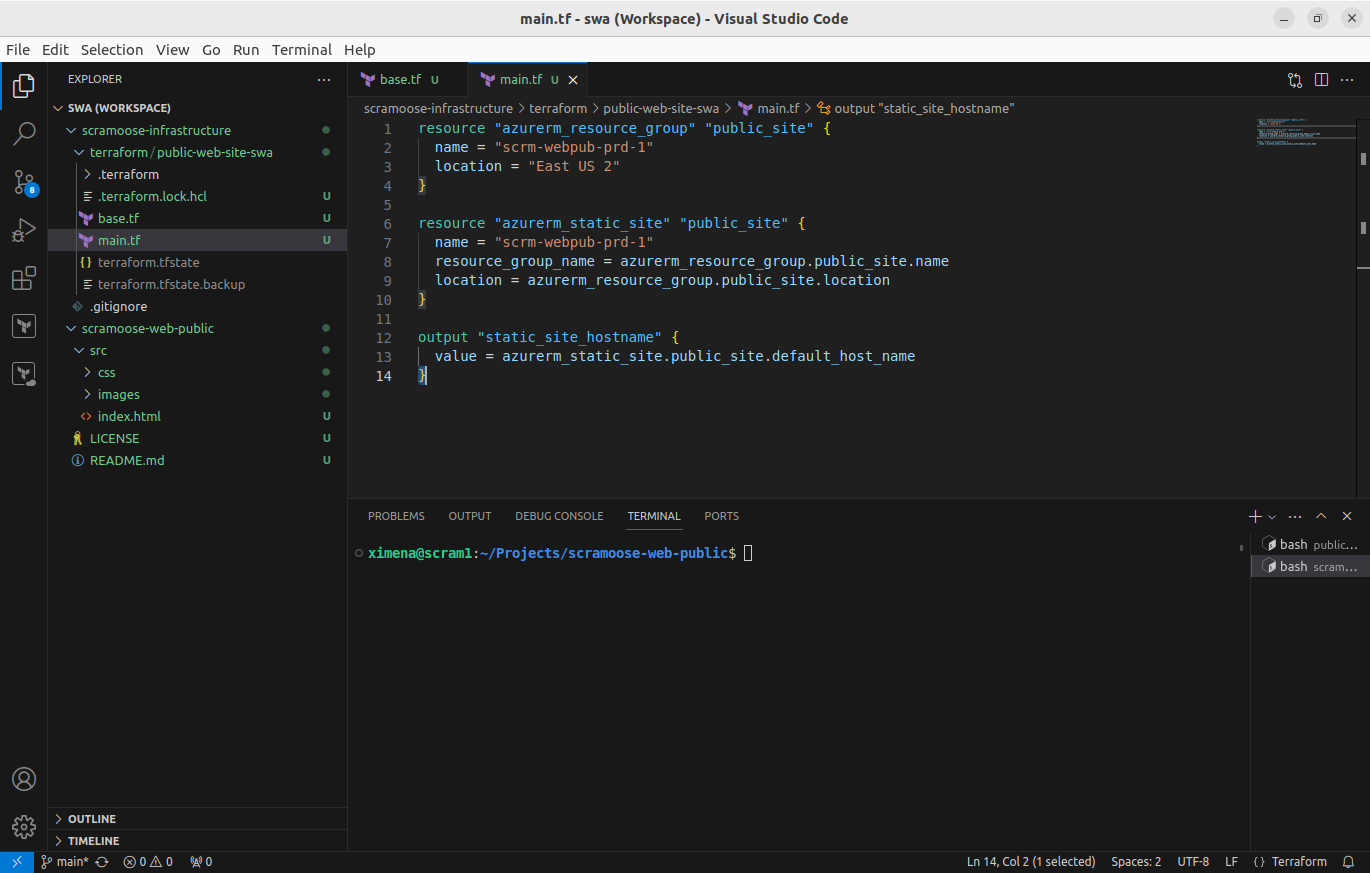 main.tf - swa (Workspace) - Visual Studio Code
File Edit Selection View Go Run Terminal Help
EXPLORER
SWA (WORKSPACE)
scramoose-infrastructure
terraform / public-web-site-swa
.terraform
.terraform.lock.hcl U
base.tf U
main.tf U
terraform.tfstate
terraform.tfstate.backup
.gitignore
scramoose-web-public
src
css
images
index.html U
LICENSE U
README.md U
OUTLINE
TIMELINE
8
base.tf U main.tf U
scramoose-infrastructure > terraform > public-web-site-swa > main.tf > output "static_site_hostname"
1 resource "azurerm_resource_group" "public_site" {
2 name = "scrm-webpub-prd-1"
3 location = "East US 2"
4 }
5
6 resource "azurerm_static_site" "public_site" {
7 name = "scrm-webpub-prd-1"
8 resource_group_name = azurerm_resource_group.public_site.name
9 location = azurerm_resource_group.public_site.location
10 }
11
12 output "static_site_hostname" {
13 value = azurerm_static_site.public_site.default_host_name
14 }
PROBLEMS OUTPUT DEBUG CONSOLE TERMINAL PORTS
ximena@scram1:~/Projects/scramoose-web-public$
bash public...
bash scram...
main* 0 0 0 Ln 14, Col 2 (1 selected) Spaces: 2 UTF-8 LF {} Terraform